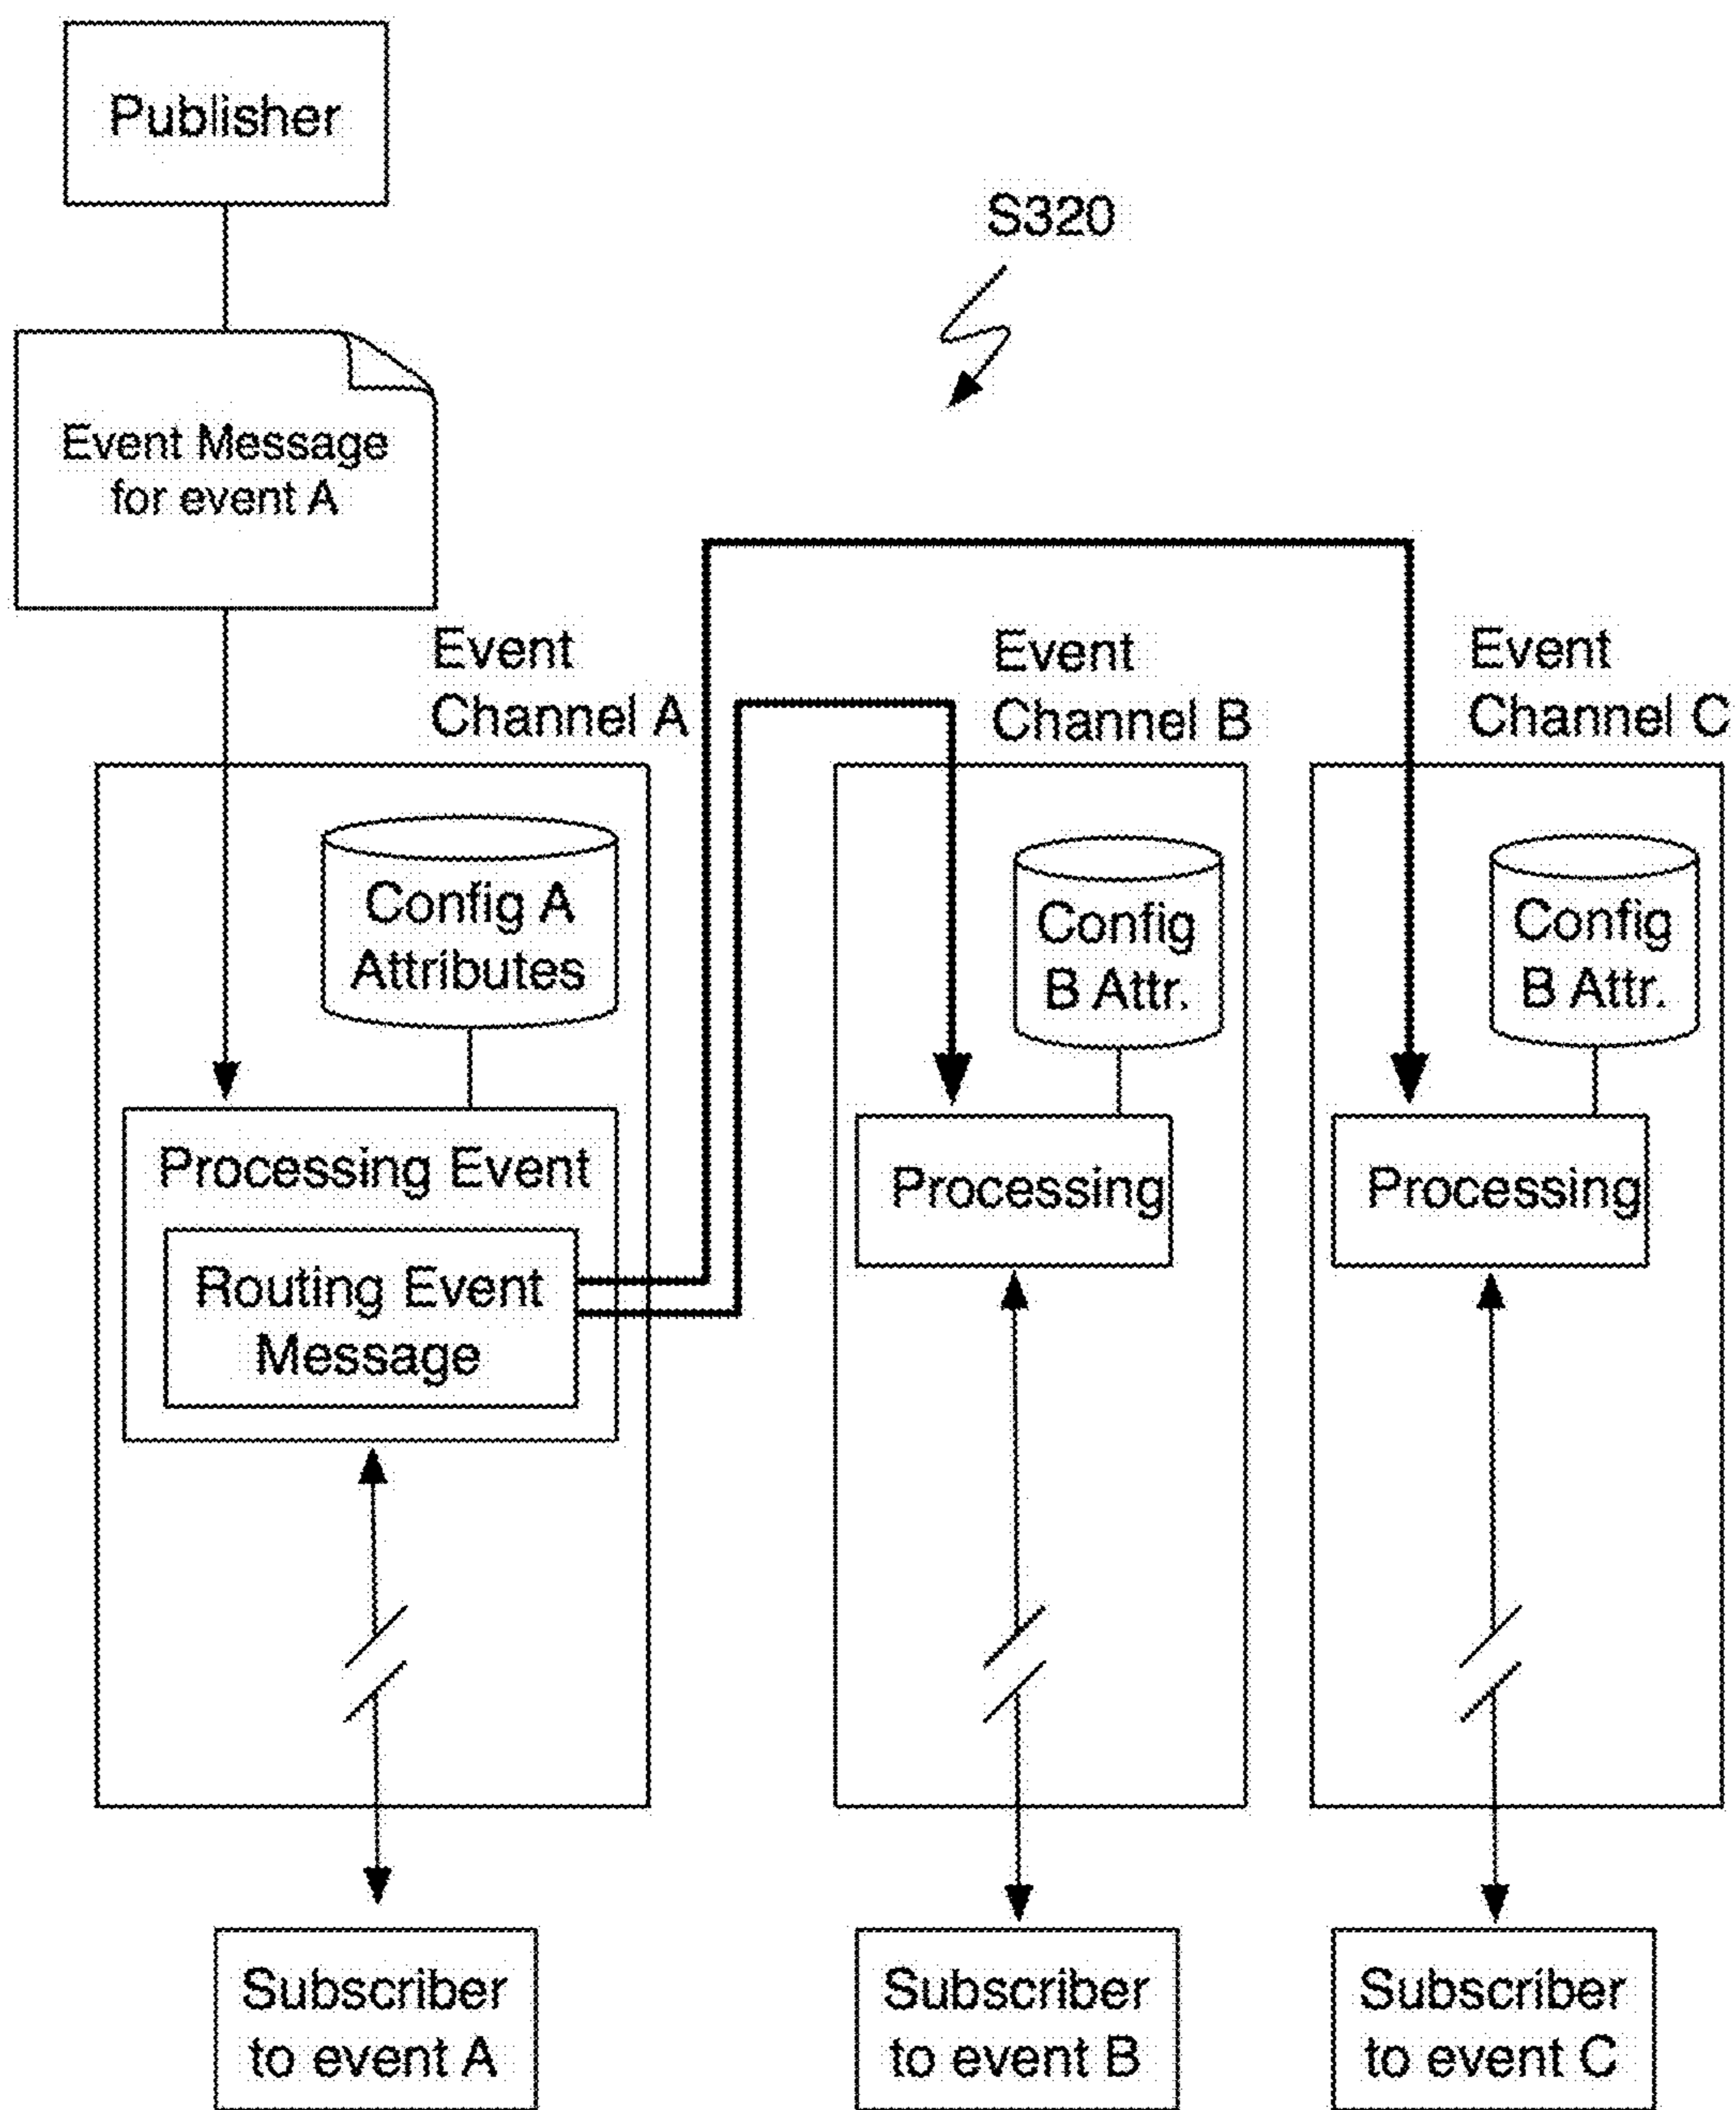 Publisher
S320
Event Message
for event A
Event
Channel A
Event
Channel B
Event
Channel C
Config A
Attributes
Config
B Attr.
Config
B Attr.
Processing Event
Routing Event
Message
Processing
Processing
Subscriber
to event A
Subscriber
to event B
Subscriber
to event C